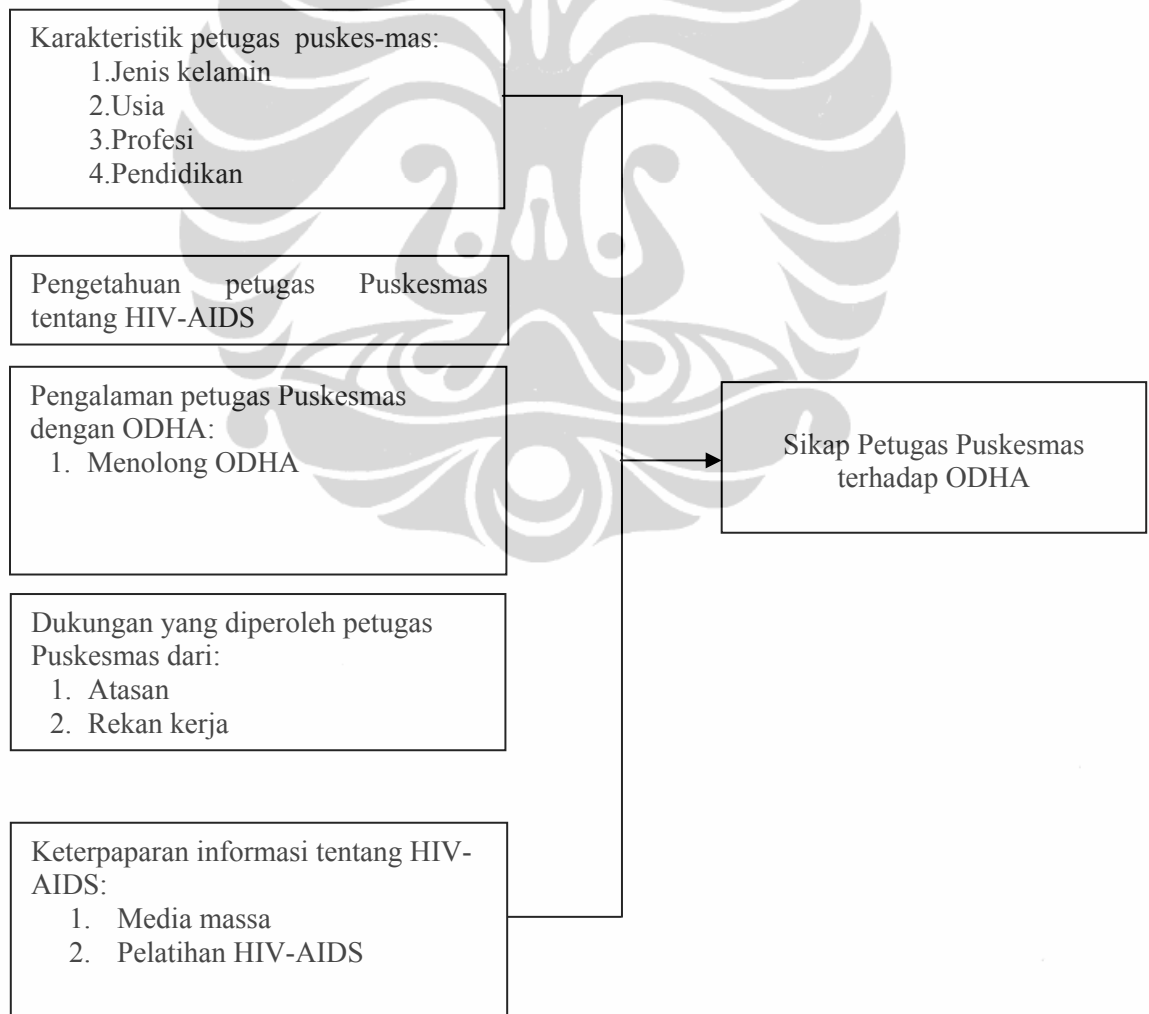 Karakteristik petugas puskes-mas:
1.Jenis kelamin
2.Usia
3.Profesi
4.Pendidikan
Pengetahuan petugas Puskesmas
tentang HIV-AIDS
Pengalaman petugas Puskesmas
dengan ODHA:
1. Menolong ODHA
Sikap Petugas Puskesmas
terhadap ODHA
Dukungan yang diperoleh petugas
Puskesmas dari:
1. Atasan
2. Rekan kerja
Keterpaparan informasi tentang HIV-
AIDS:
1. Media massa
2. Pelatihan HIV-AIDS